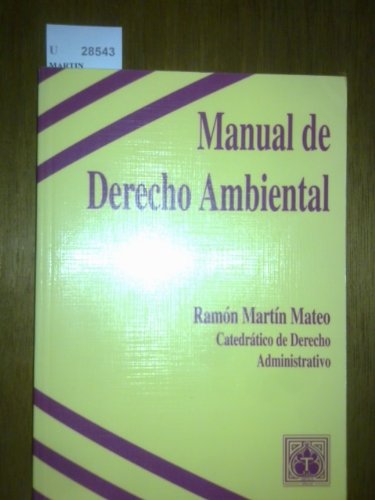 U 28543
MARTIN
Manual de
Derecho Ambiental
Ramón Martín Mateo
Catedrático de Derecho
Administrativo
T